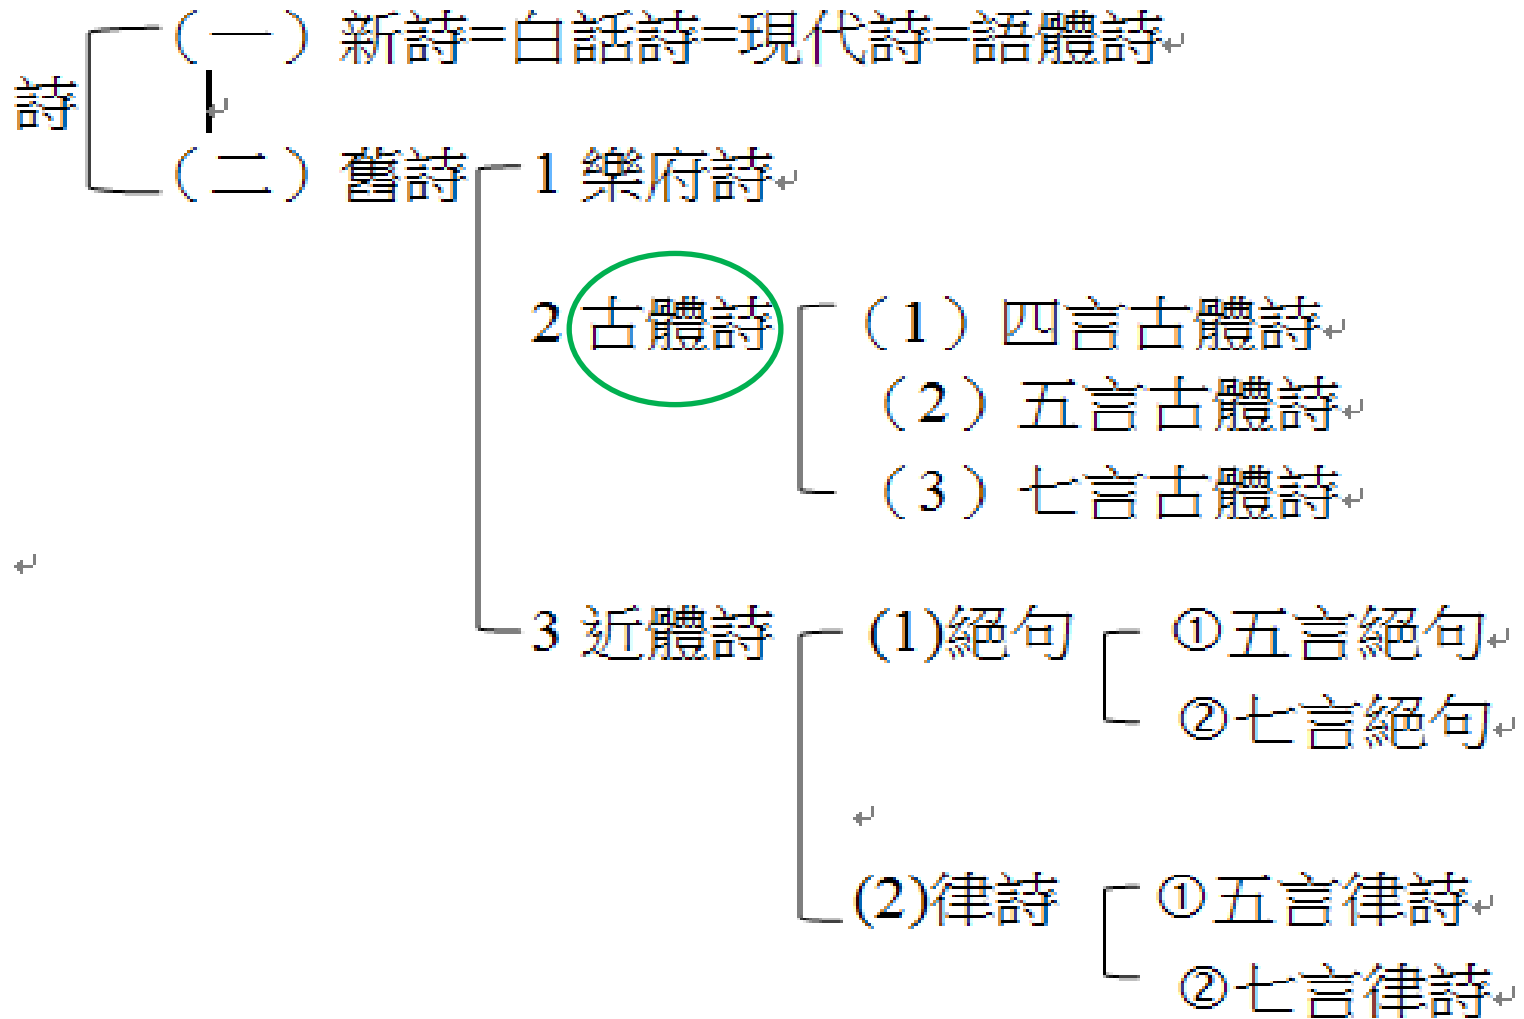 （一）新詩=白話詩=現代詩=語體詩
詩
（二）舊詩 1 樂府詩
2 古體詩 （1）四言古體詩
（2）五言古體詩
（3）七言古體詩
3 近體詩 (1)絕句 ①五言絕句
②七言絕句
(2)律詩 ①五言律詩
②七言律詩